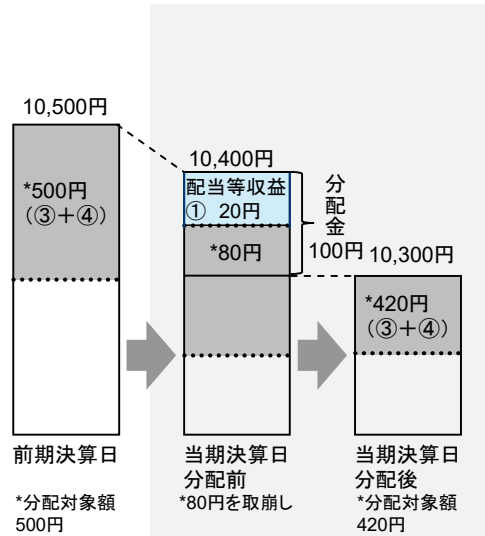 10,500円
*500円
（③＋④）
10,400円
配当等収益
① 20円
*80円
分配金
100円
10,300円
*420円
（③＋④）
前期決算日
*分配対象額
500円
当期決算日
分配前
*80円を取崩し
当期決算日
分配後
*分配対象額
420円